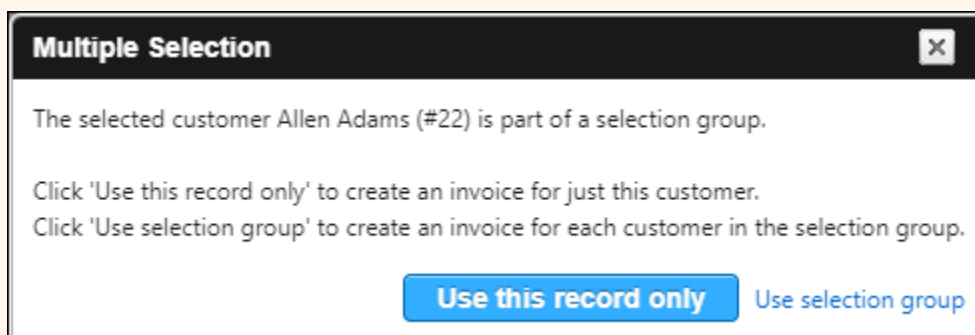 Multiple Selection
The selected customer Allen Adams (#22) is part of a selection group.
Click 'Use this record only' to create an invoice for just this customer.
Click 'Use selection group' to create an invoice for each customer in the selection group.
Use this record only Use selection group